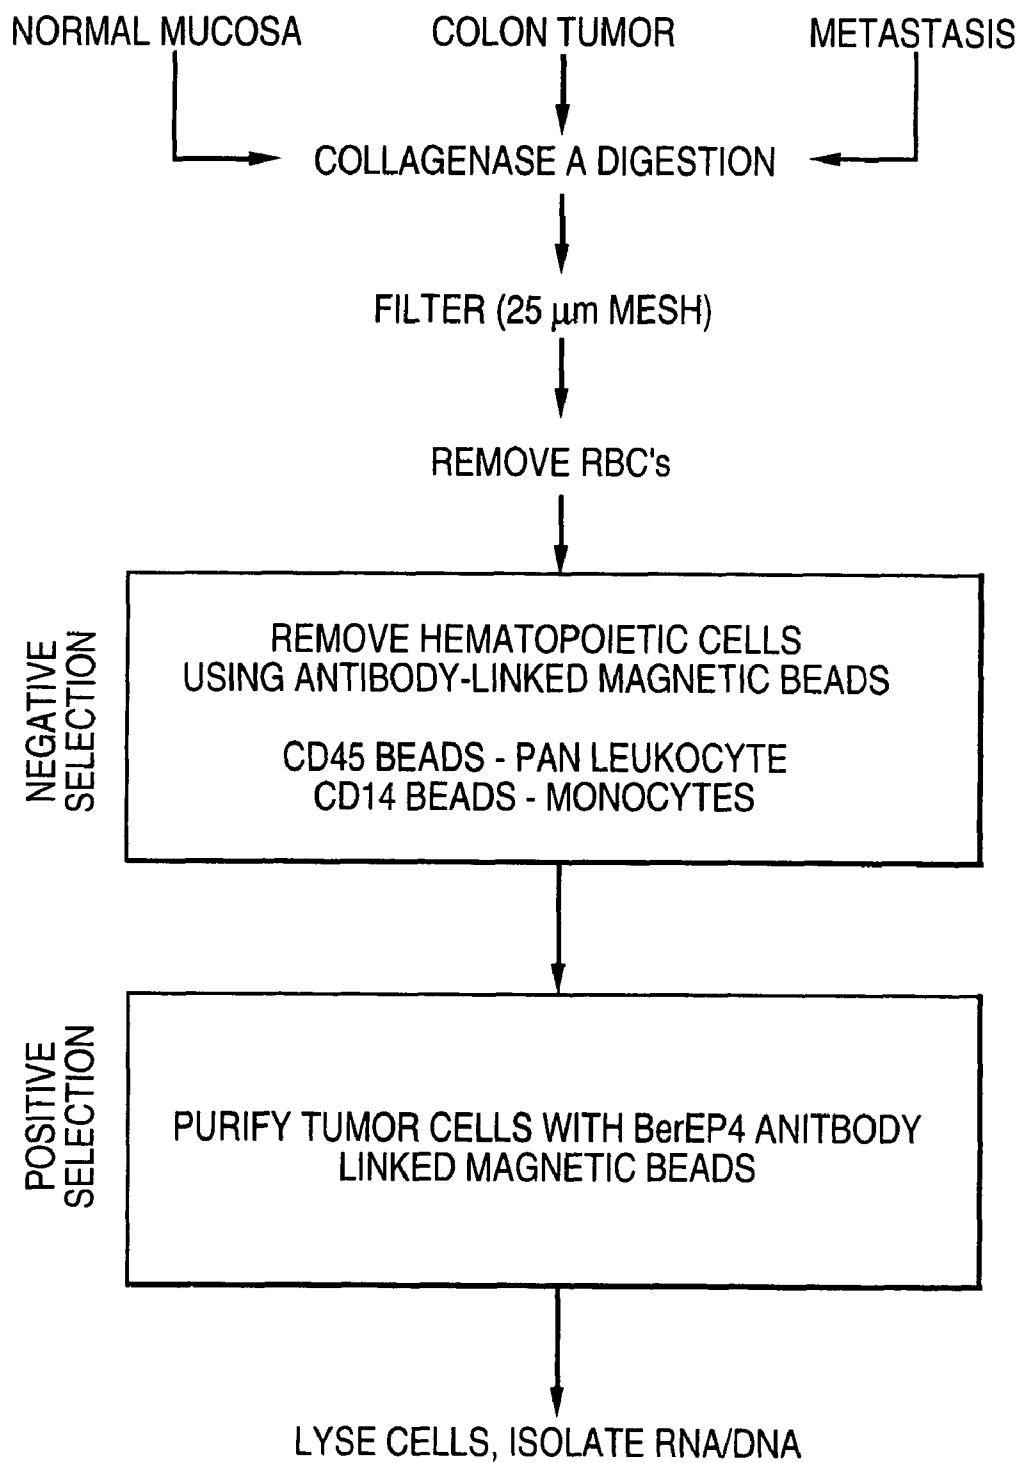 NORMAL MUCOSA
COLON TUMOR
METASTASIS
COLLAGENASE A DIGESTION
FILTER (25 µm MESH)
REMOVE RBC's
NEGATIVE
SELECTION
REMOVE HEMATOPOIETIC CELLS
USING ANTIBODY-LINKED MAGNETIC BEADS
CD45 BEADS - PAN LEUKOCYTE
CD14 BEADS - MONOCYTES
POSITIVE
SELECTION
PURIFY TUMOR CELLS WITH BerEP4 ANITBODY
LINKED MAGNETIC BEADS
LYSE CELLS, ISOLATE RNA/DNA